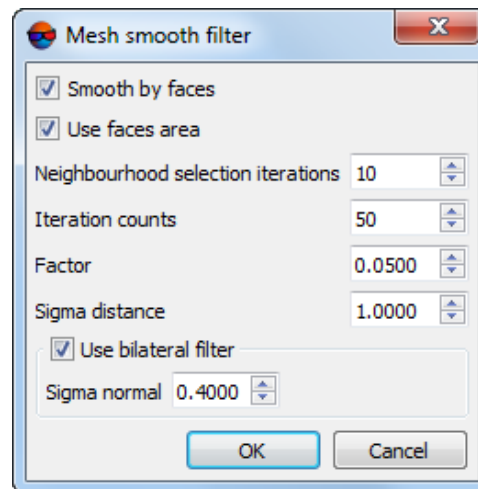 Mesh smooth filter
Smooth by faces
Use faces area
Neighbourhood selection iterations 10
Iteration counts 50
Factor 0.0500
Sigma distance 1.0000
Use bilateral filter
Sigma normal 0.4000
OK Cancel